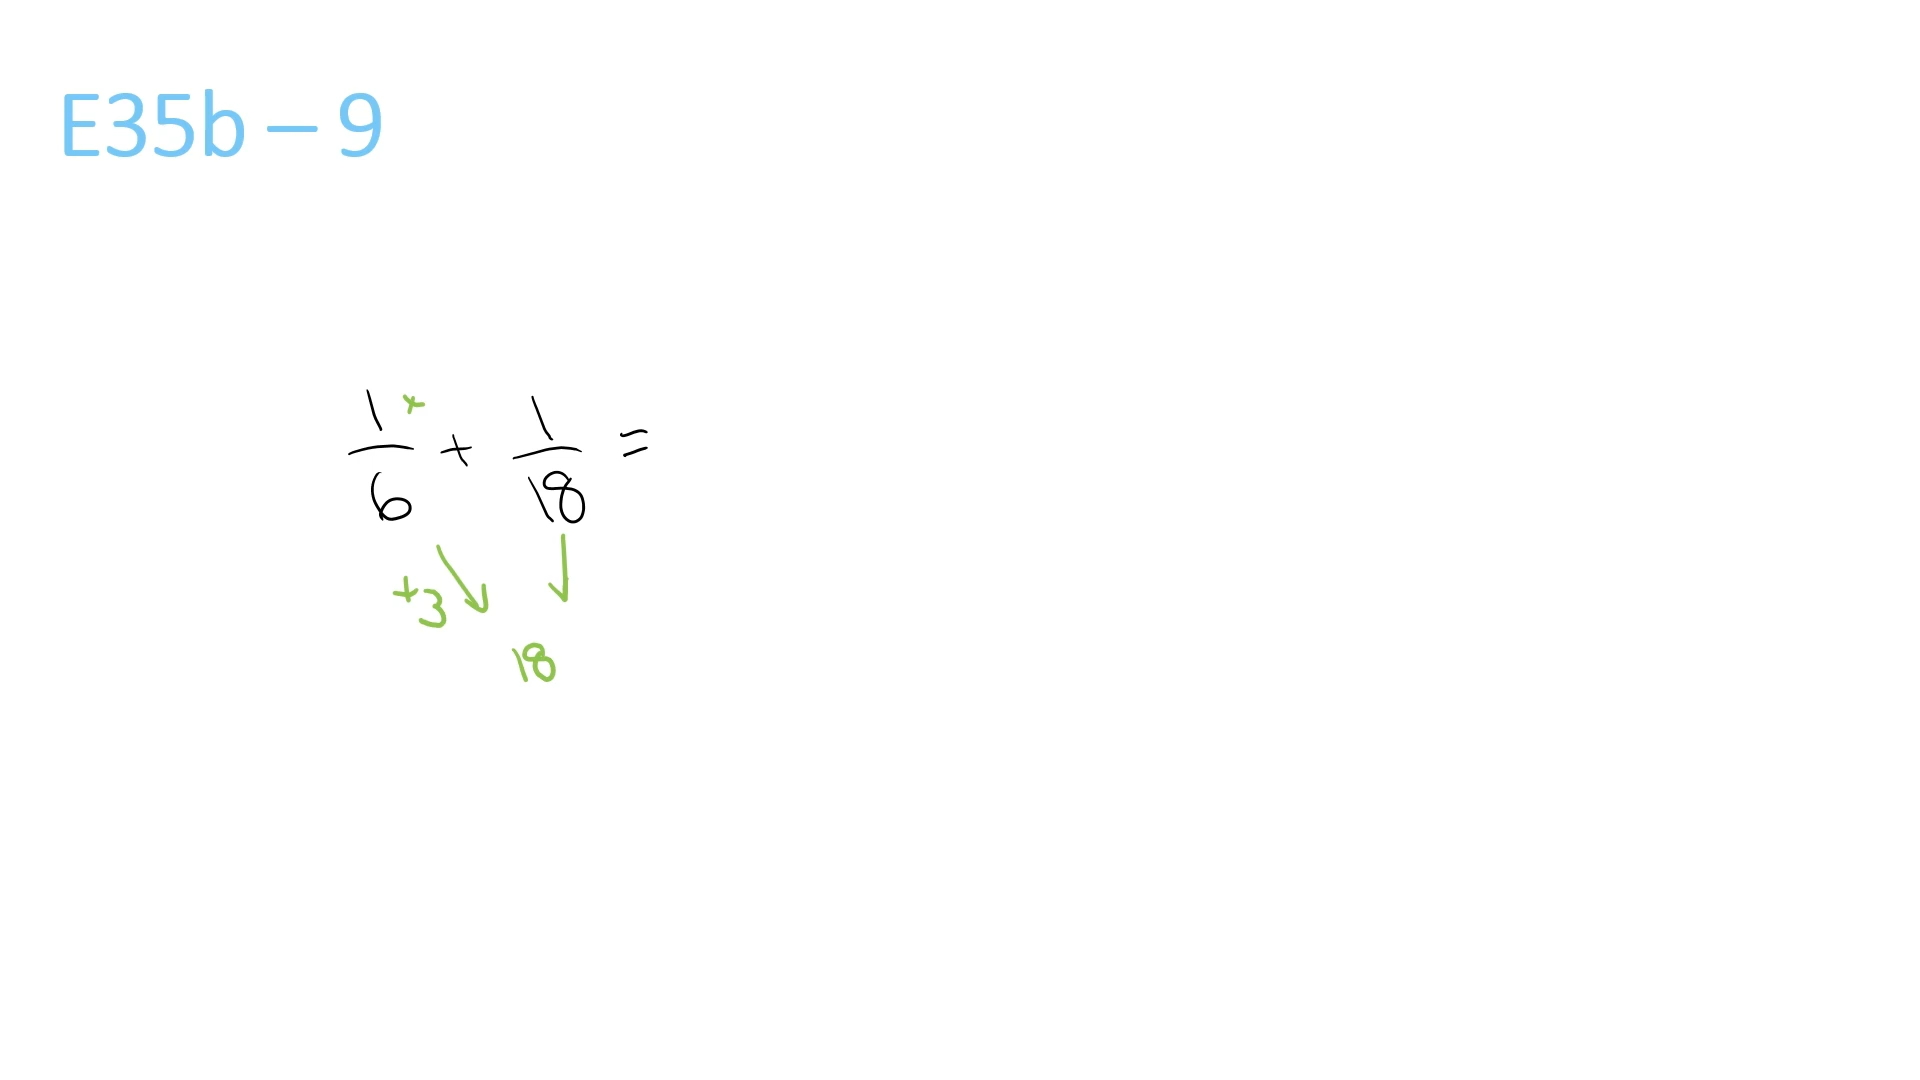 E35b – 9
1/6 × + 1/18 =
×3
18